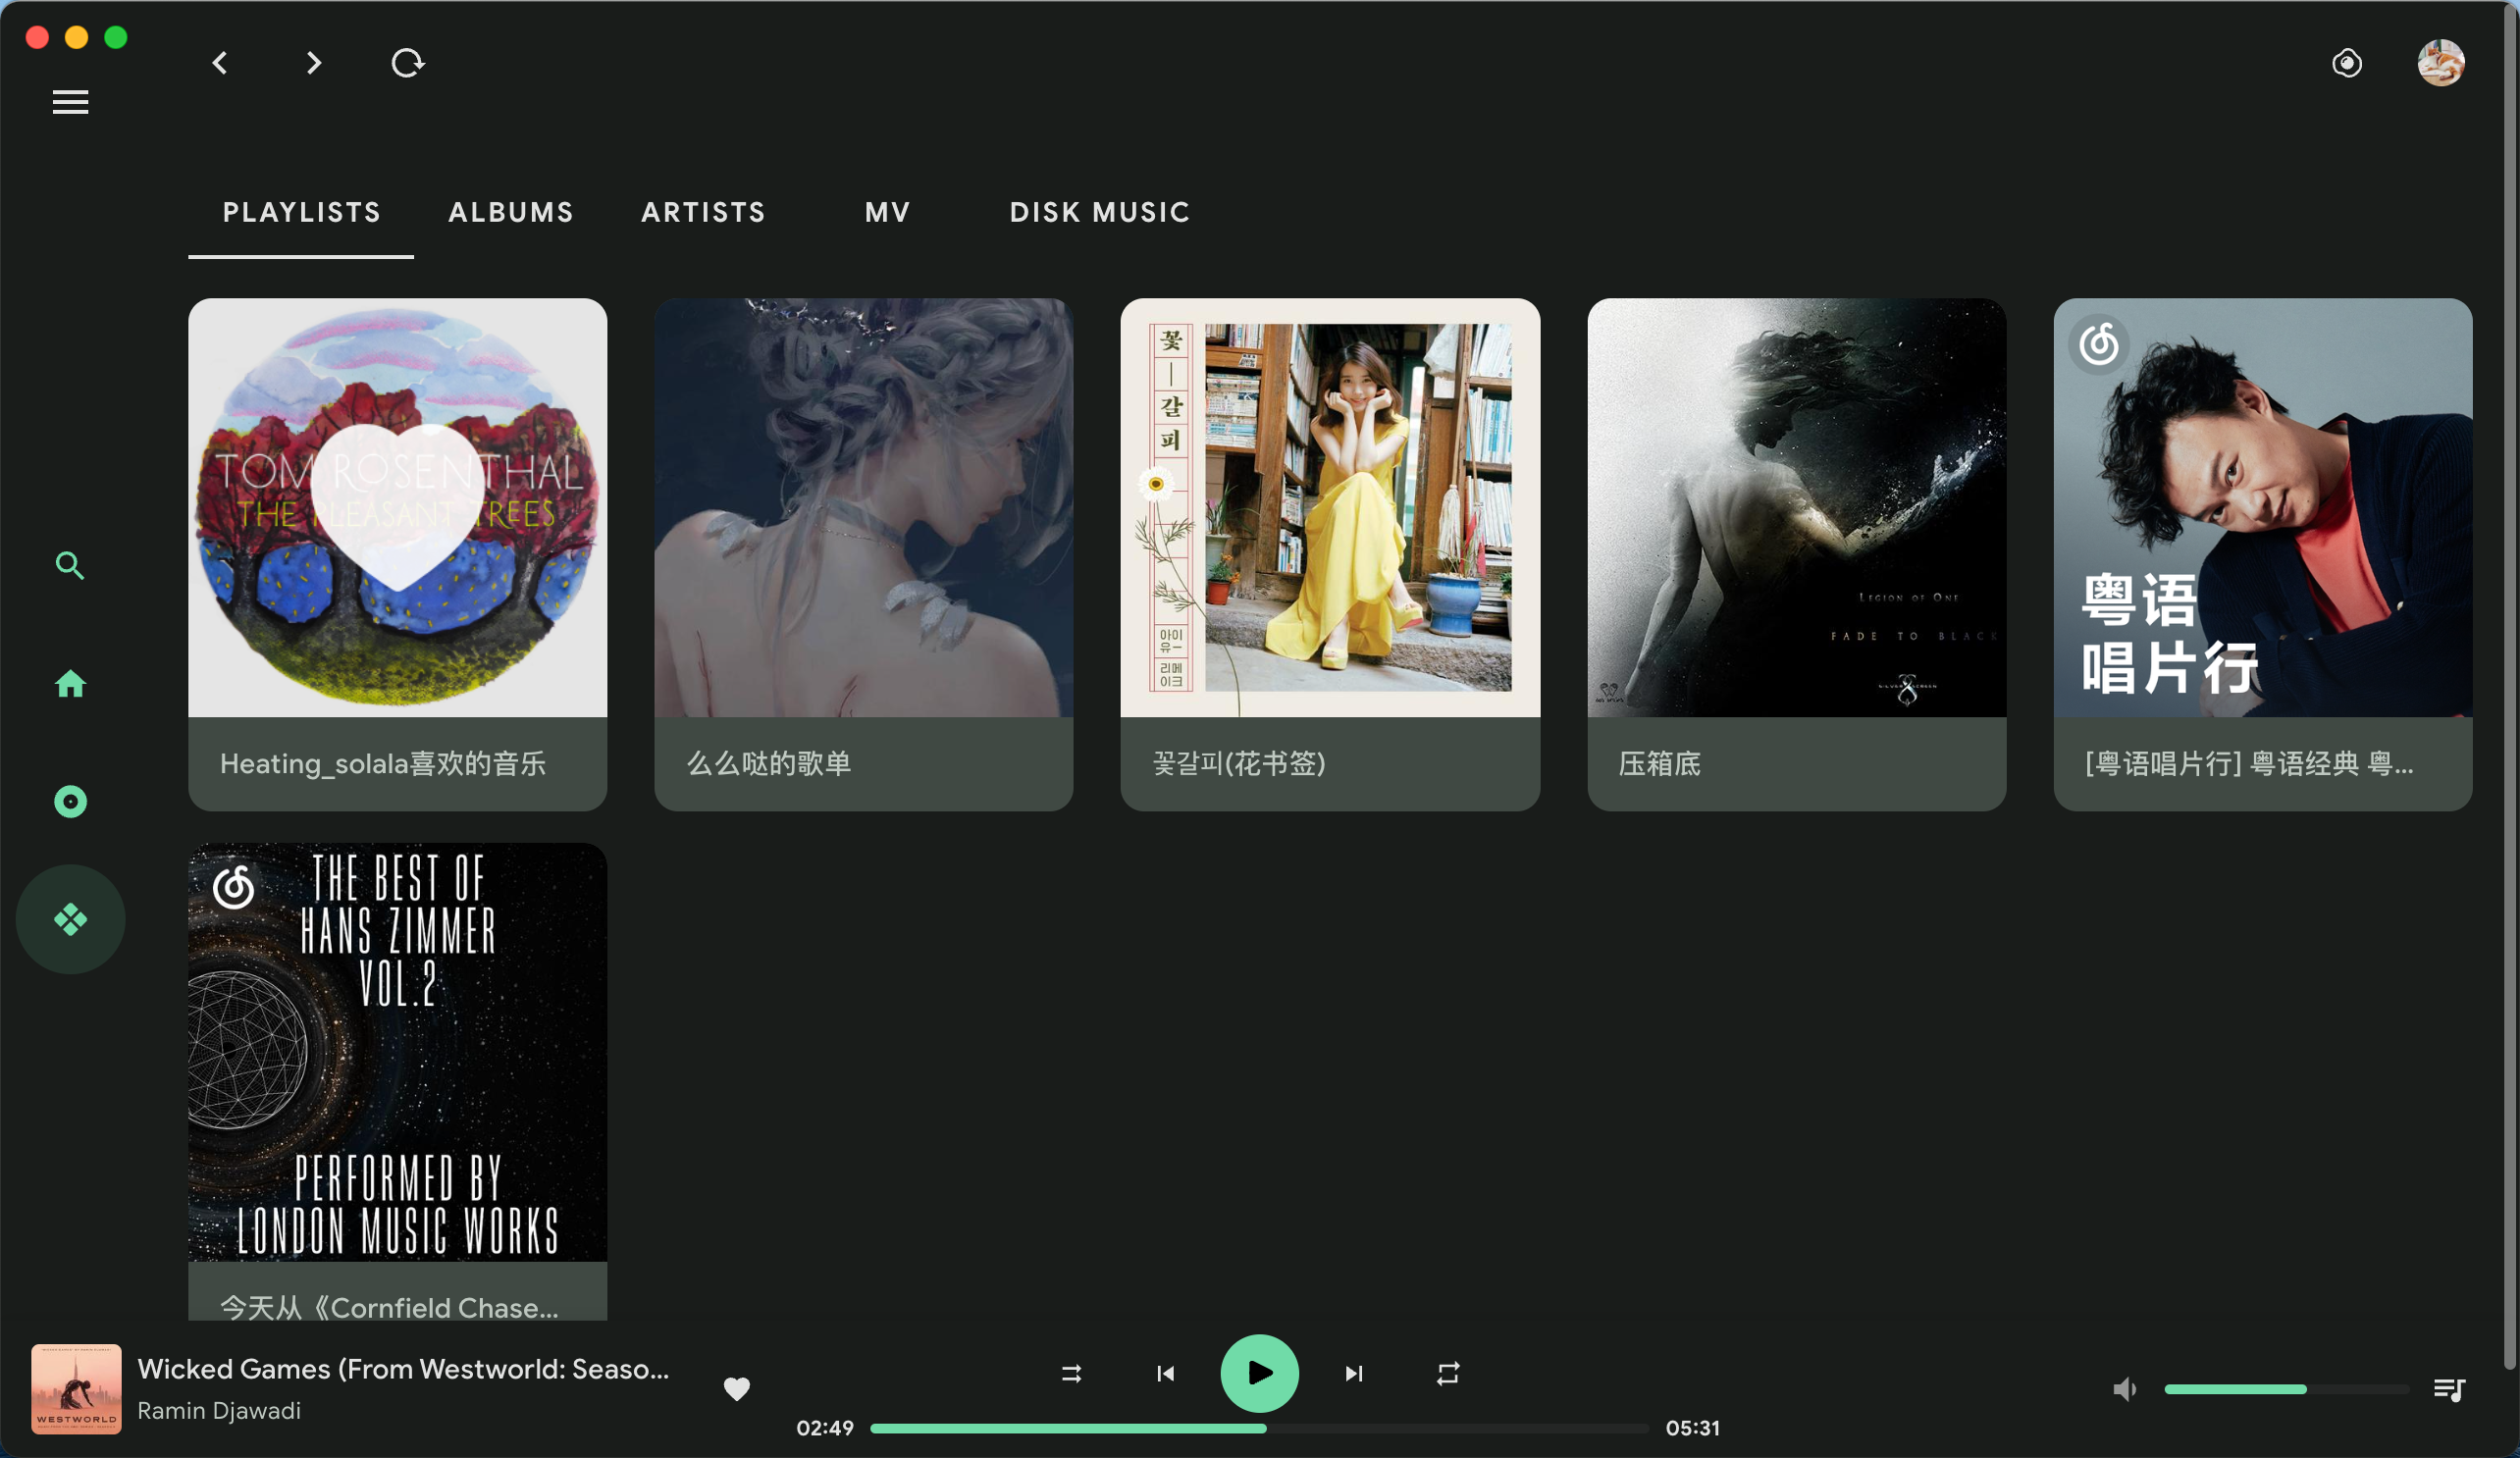 PLAYLISTS ALBUMS ARTISTS MV DISK MUSIC
TOM ROSENTHAL
THE PLEASANT TREES
꽃
갈
피
아이
유
리메
이크
LEGION OF ONE
FADE TO BLACK
粤语
唱片行
Heating_solala喜欢的音乐
么么哒的歌单
꽃갈피(花书签)
压箱底
[粤语唱片行] 粤语经典 粤...
THE BEST OF
HANS ZIMMER
VOL.2
PERFORMED BY
LONDON MUSIC WORKS
今天从《Cornfield Chase...
WESTWORLD
Wicked Games (From Westworld: Seaso...
Ramin Djawadi
02:49
05:31